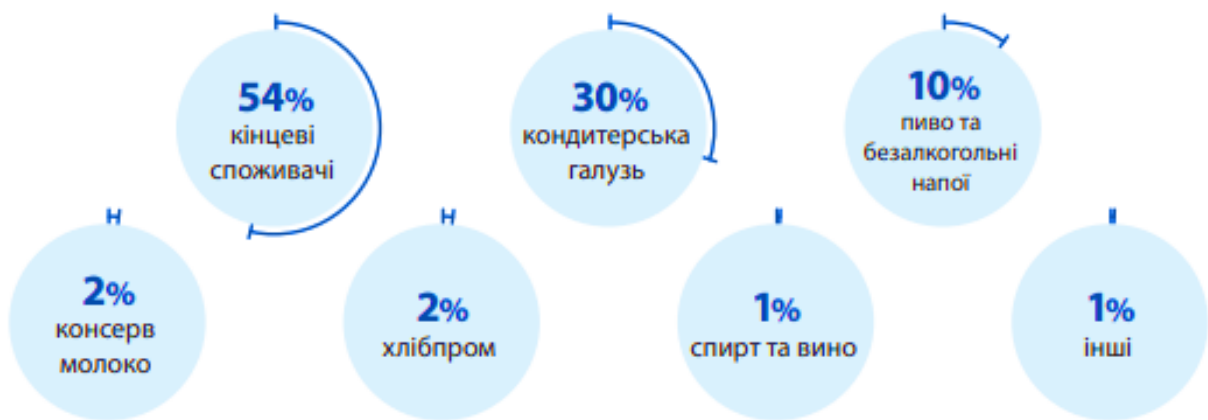 54%
кінцеві
споживачі
30%
кондитерська
галузь
10%
пиво та
безалкогольні
напої
2%
консерв
молоко
2%
хлібпром
1%
спирт та вино
1%
інші